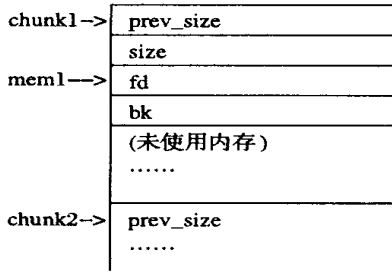 chunk1-> prev_size
size
mem1--> fd
bk
(未使用内存)
······
chunk2-> prev_size
······